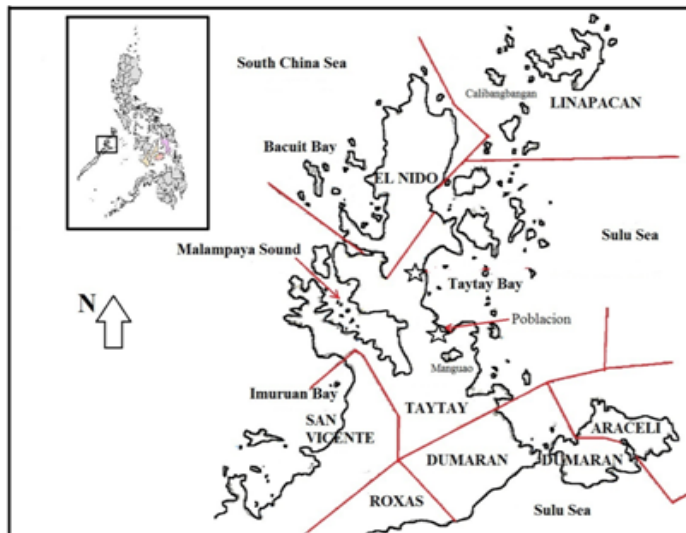 South China Sea
Calibangbangan
LINAPACAN
Bacuit Bay
EL NIDO
Sulu Sea
Malampaya Sound
Taytay Bay
N
Poblacion
Manguao
Imuruan Bay
TAYTAY
SAN
VICENTE
ARACELI
DUMARAN
DUMARAN
ROXAS
Sulu Sea